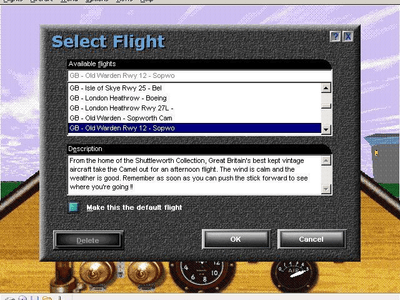 Select Flight
? X
Available flights
GB - Old Warden Rwy 12 - Sopwo
GB - Isle of Skye Rwy 25 - Bel
GB - London Heathrow - Boeing
GB - London Heathrow Rwy 27L -
GB - Old Warden - Sopworth Cam
GB - Old Warden Rwy 12 - Sopwo
Description
From the home of the Shuttleworth Collection, Great Britain's best kept vintage
aircraft take the Camel out for an afternoon flight. The wind is calm and the
weather is good. Remember as soon as you can push the stick forward to see
where you're going !!
Make this the default flight
Delete
OK
Cancel
AIR